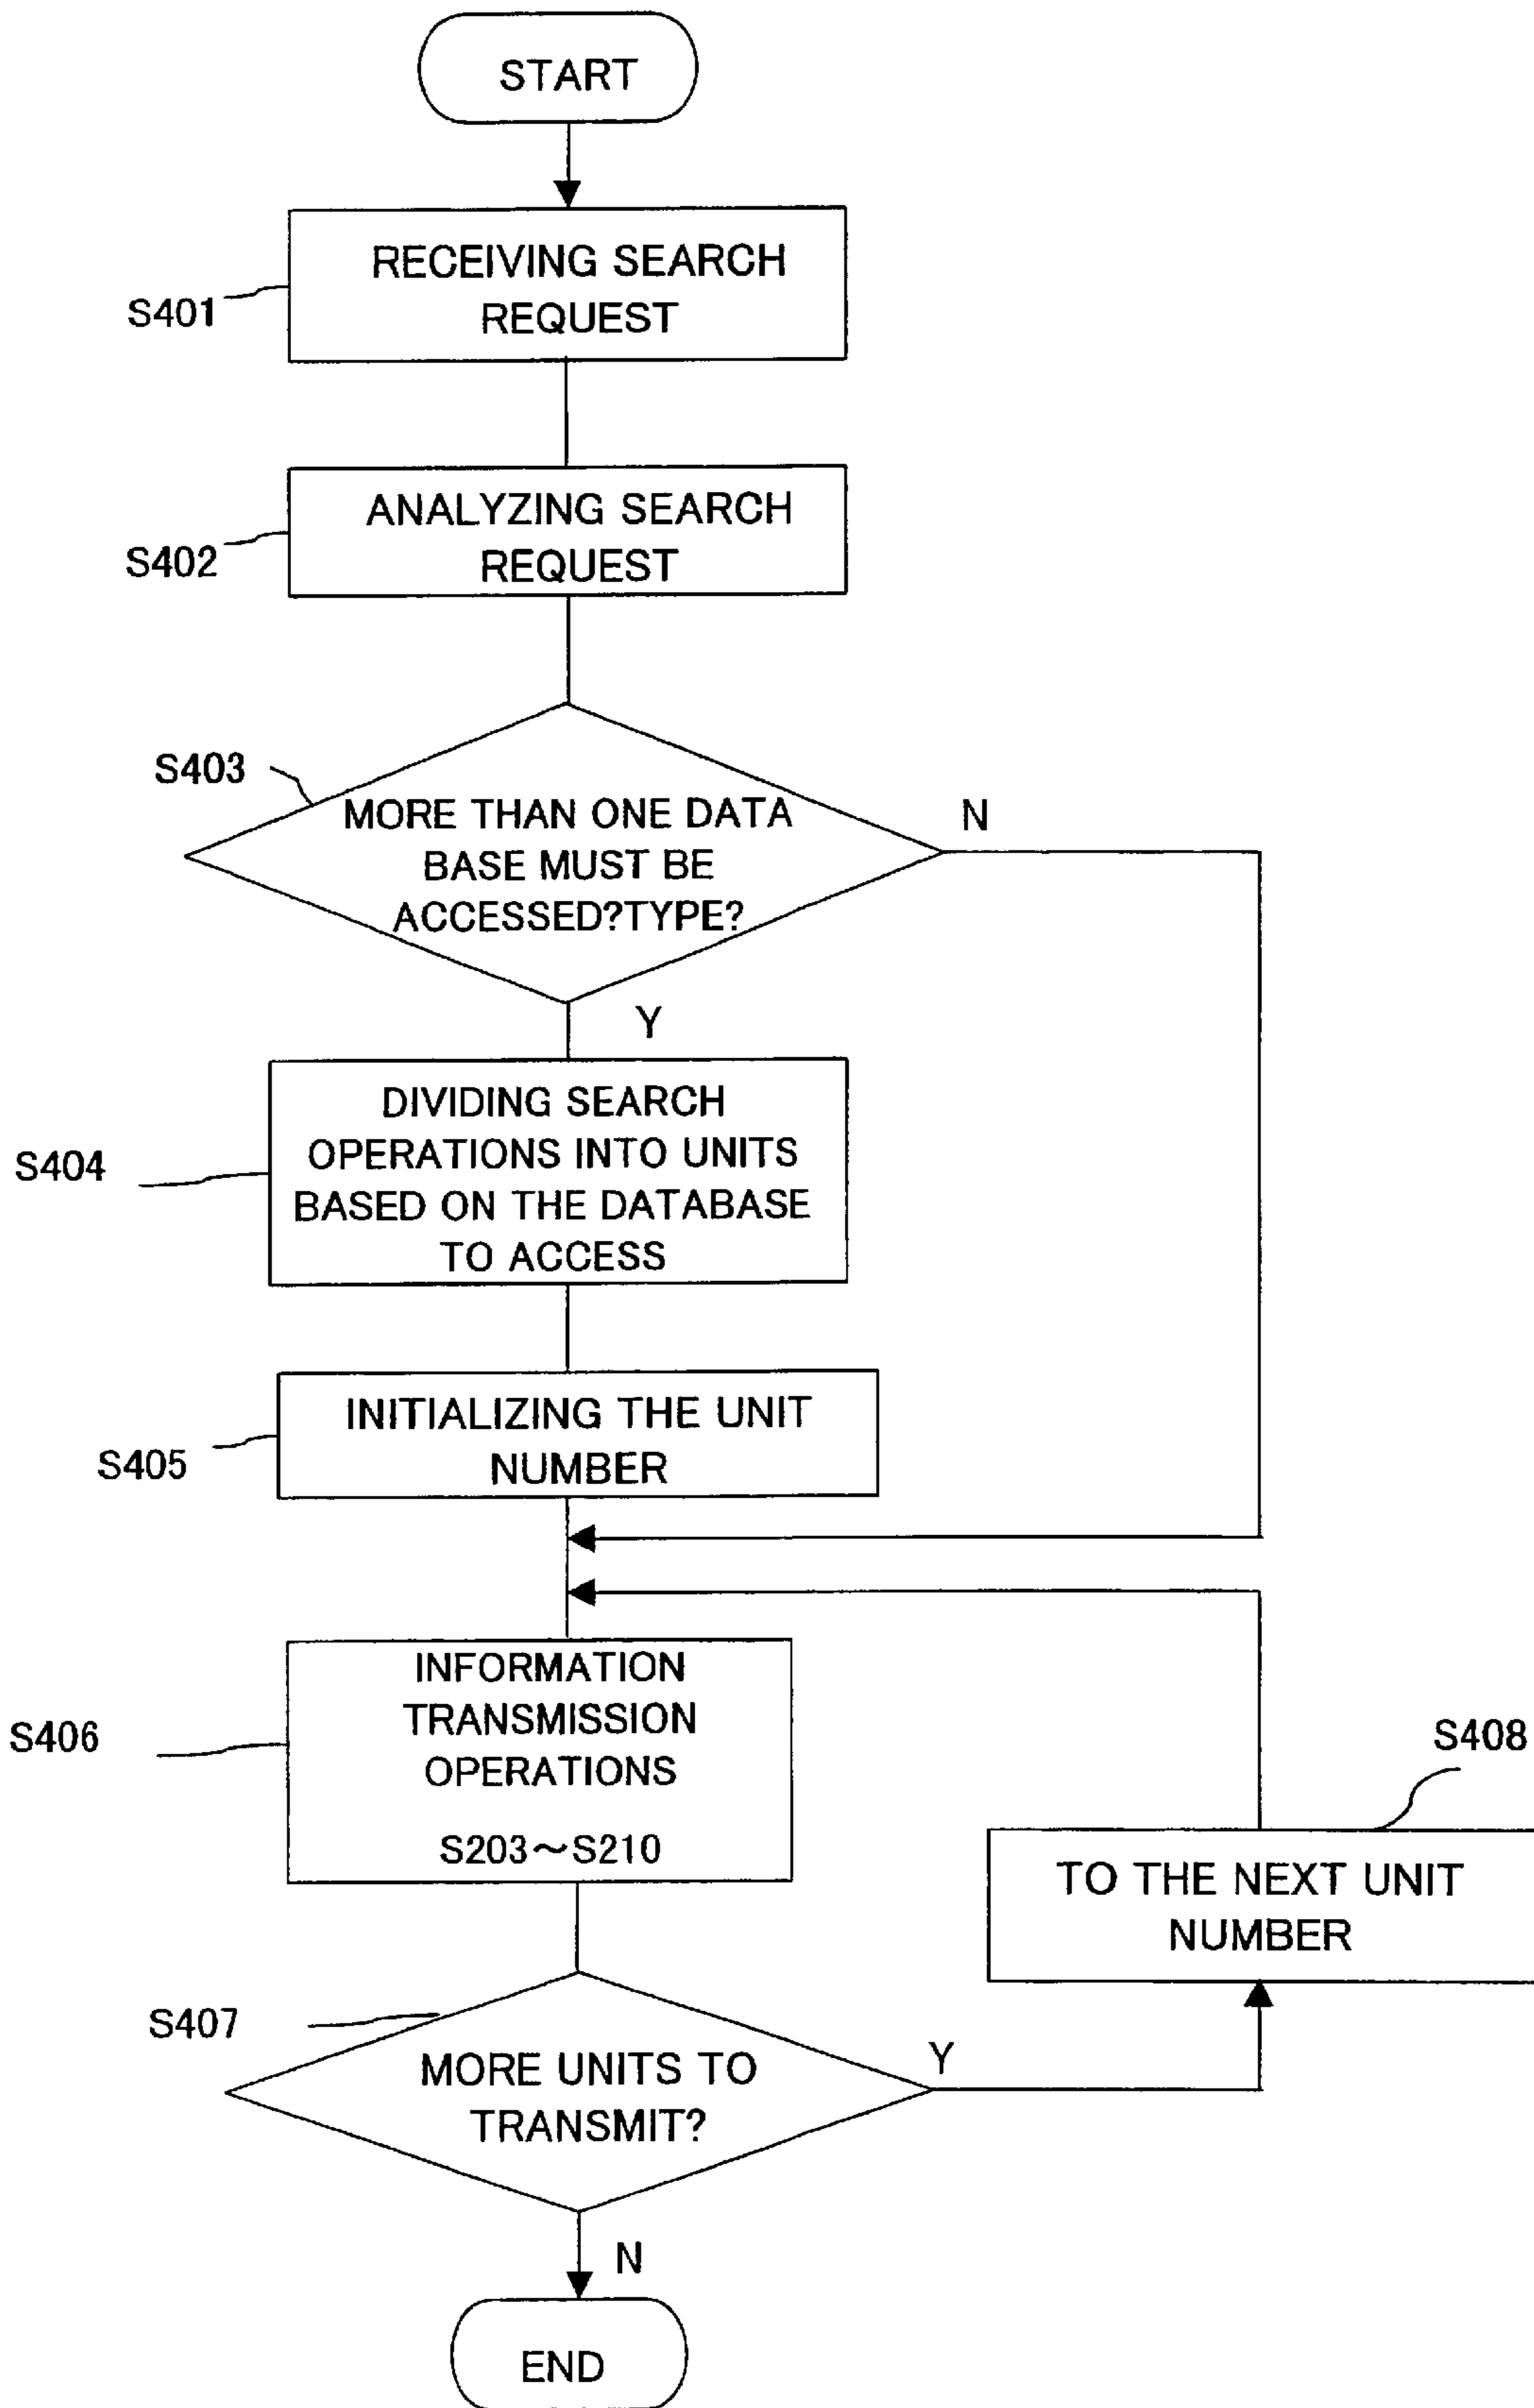 START
RECEIVING SEARCH
REQUEST
S401
ANALYZING SEARCH
REQUEST
S402
S403
MORE THAN ONE DATA
BASE MUST BE
ACCESSED?TYPE?
N
Y
DIVIDING SEARCH
OPERATIONS INTO UNITS
BASED ON THE DATABASE
TO ACCESS
S404
INITIALIZING THE UNIT
NUMBER
S405
INFORMATION
TRANSMISSION
OPERATIONS
S203～S210
S406
S408
TO THE NEXT UNIT
NUMBER
S407
MORE UNITS TO
TRANSMIT?
Y
N
END